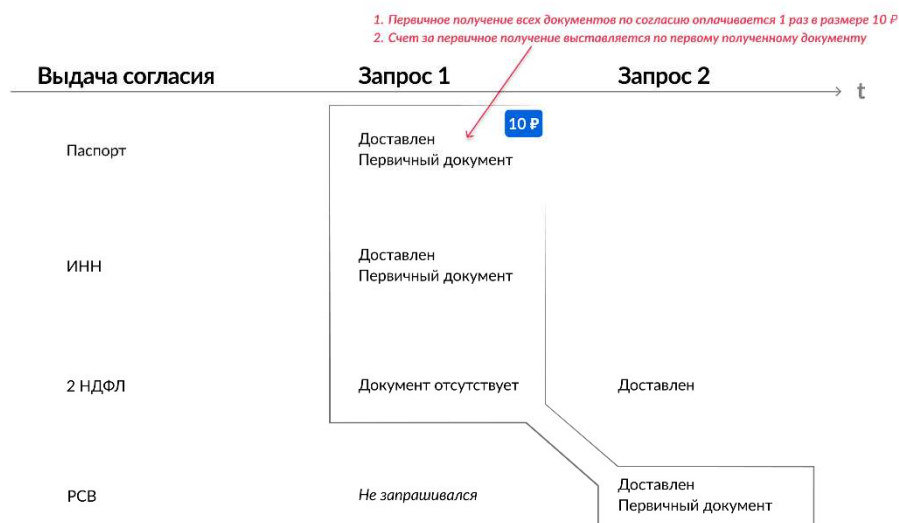 1. Первичное получение всех документов по согласию оплачивается 1 раз в размере 10 ₽
2. Счет за первичное получение выставляется по первому полученному документу
Выдача согласия Запрос 1 Запрос 2
t
10 ₽
Паспорт
Доставлен
Первичный документ
ИНН
Доставлен
Первичный документ
2 НДФЛ Документ отсутствует Доставлен
РСВ Не запрашивался
Доставлен
Первичный документ